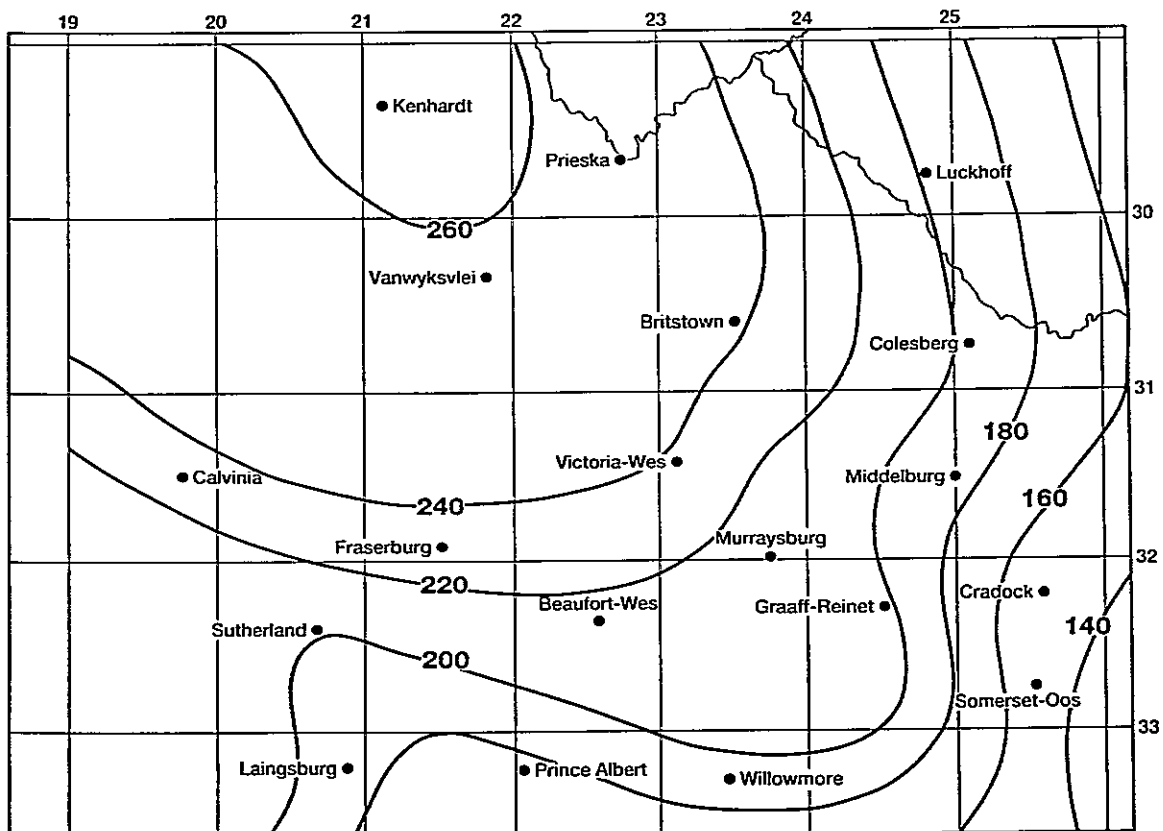 19 20 21 22 23 24 25
Kenhardt
Prieska
Luckhoff
30
260
Vanwyksvlei
Britstown
Colesberg
31
180
Victoria-Wes
Calvinia
Middelburg
160
240
Murraysburg
Fraserburg
32
220
Cradock
Beaufort-Wes
Graaff-Reinet
140
Sutherland
200
Somerset-Oos
33
Laingsburg
Prince Albert
Willowmore